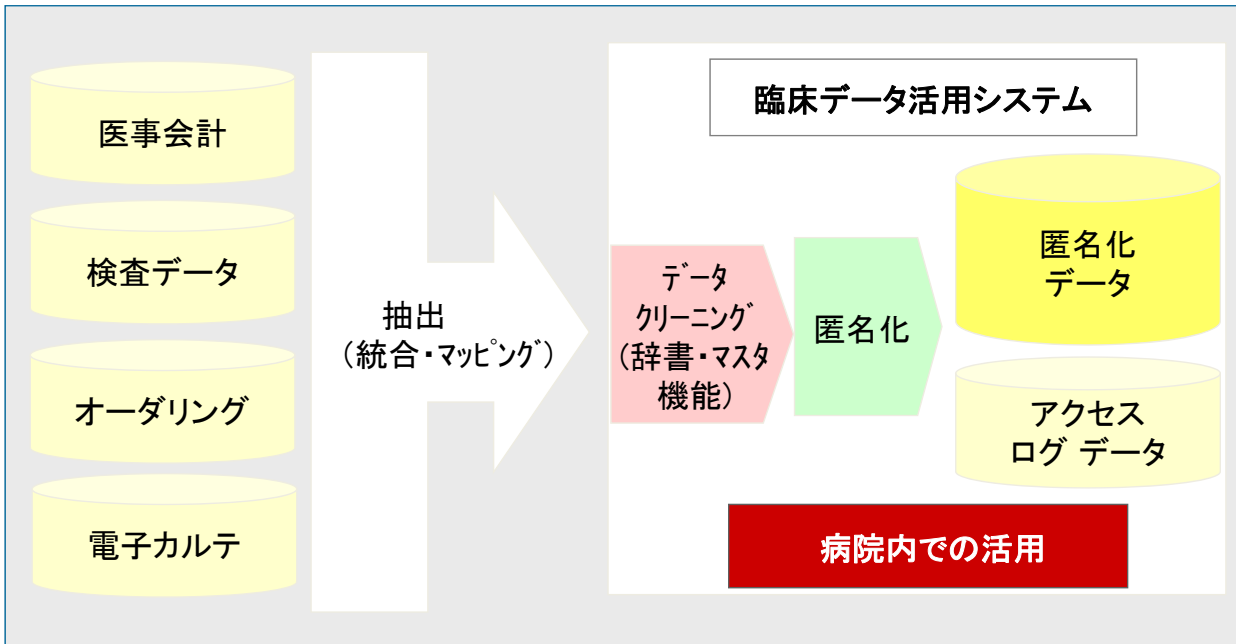 医事会計
検査データ
オーダリング
電子カルテ
抽出
（統合・マッピング）
臨床データ活用システム
データ
クリーニング
（辞書・マスタ
機能）
匿名化
匿名化
データ
アクセス
ログ データ
病院内での活用